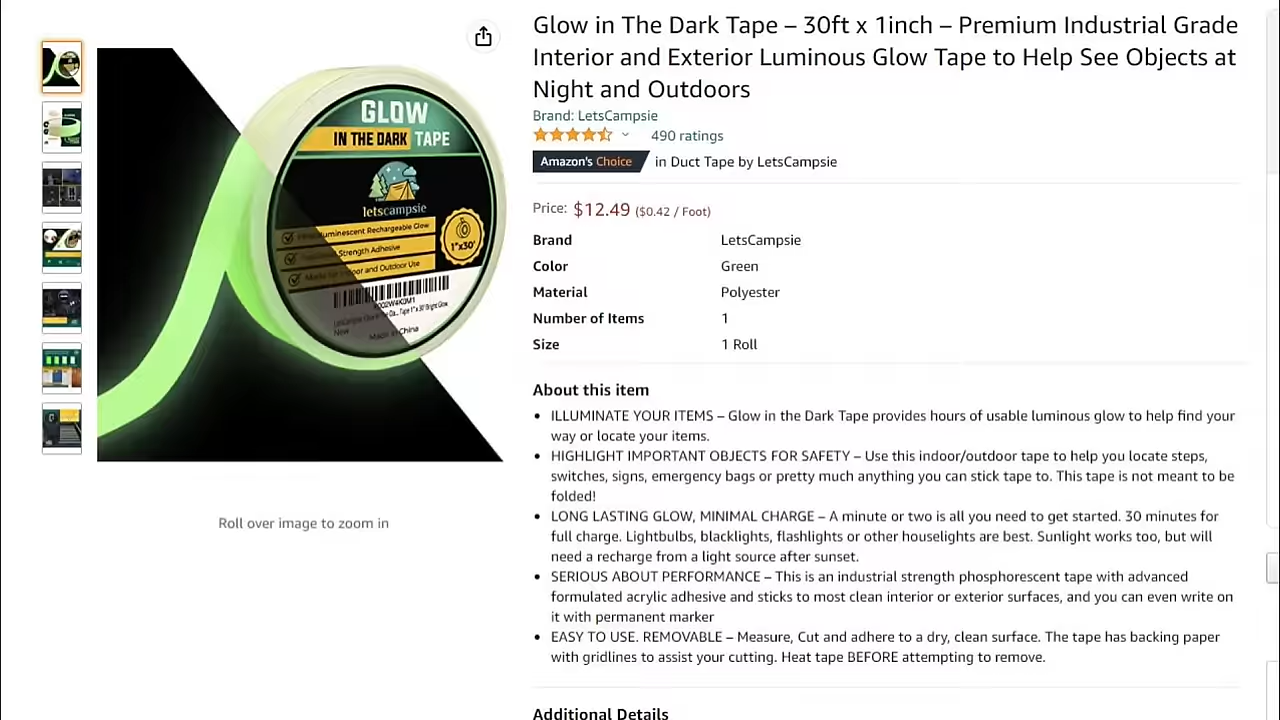 Glow in The Dark Tape – 30ft x 1inch – Premium Industrial Grade
Interior and Exterior Luminous Glow Tape to Help See Objects at
Night and Outdoors
Brand: LetsCampsie
490 ratings
Amazon's Choice in Duct Tape by LetsCampsie
Price: $12.49 ($0.42 / Foot)
Brand LetsCampsie
Color Green
Material Polyester
Number of Items 1
Size 1 Roll
About this item
• ILLUMINATE YOUR ITEMS – Glow in the Dark Tape provides hours of usable luminous glow to help find your
way or locate your items.
• HIGHLIGHT IMPORTANT OBJECTS FOR SAFETY – Use this indoor/outdoor tape to help you locate steps,
switches, signs, emergency bags or pretty much anything you can stick tape to. This tape is not meant to be
folded!
• LONG LASTING GLOW, MINIMAL CHARGE – A minute or two is all you need to get started. 30 minutes for
full charge. Lightbulbs, blacklights, flashlights or other houselights are best. Sunlight works too, but will
need a recharge from a light source after sunset.
• SERIOUS ABOUT PERFORMANCE – This is an industrial strength phosphorescent tape with advanced
formulated acrylic adhesive and sticks to most clean interior or exterior surfaces, and you can even write on
it with permanent marker
• EASY TO USE. REMOVABLE – Measure, Cut and adhere to a dry, clean surface. The tape has backing paper
with gridlines to assist your cutting. Heat tape BEFORE attempting to remove.
Additional Details
GLOW
IN THE DARK TAPE
letscampsie
Rechargeable Glow
Strength Adhesive
Made for Indoor and Outdoor Use
1"x30'
New
Made in China
Roll over image to zoom in